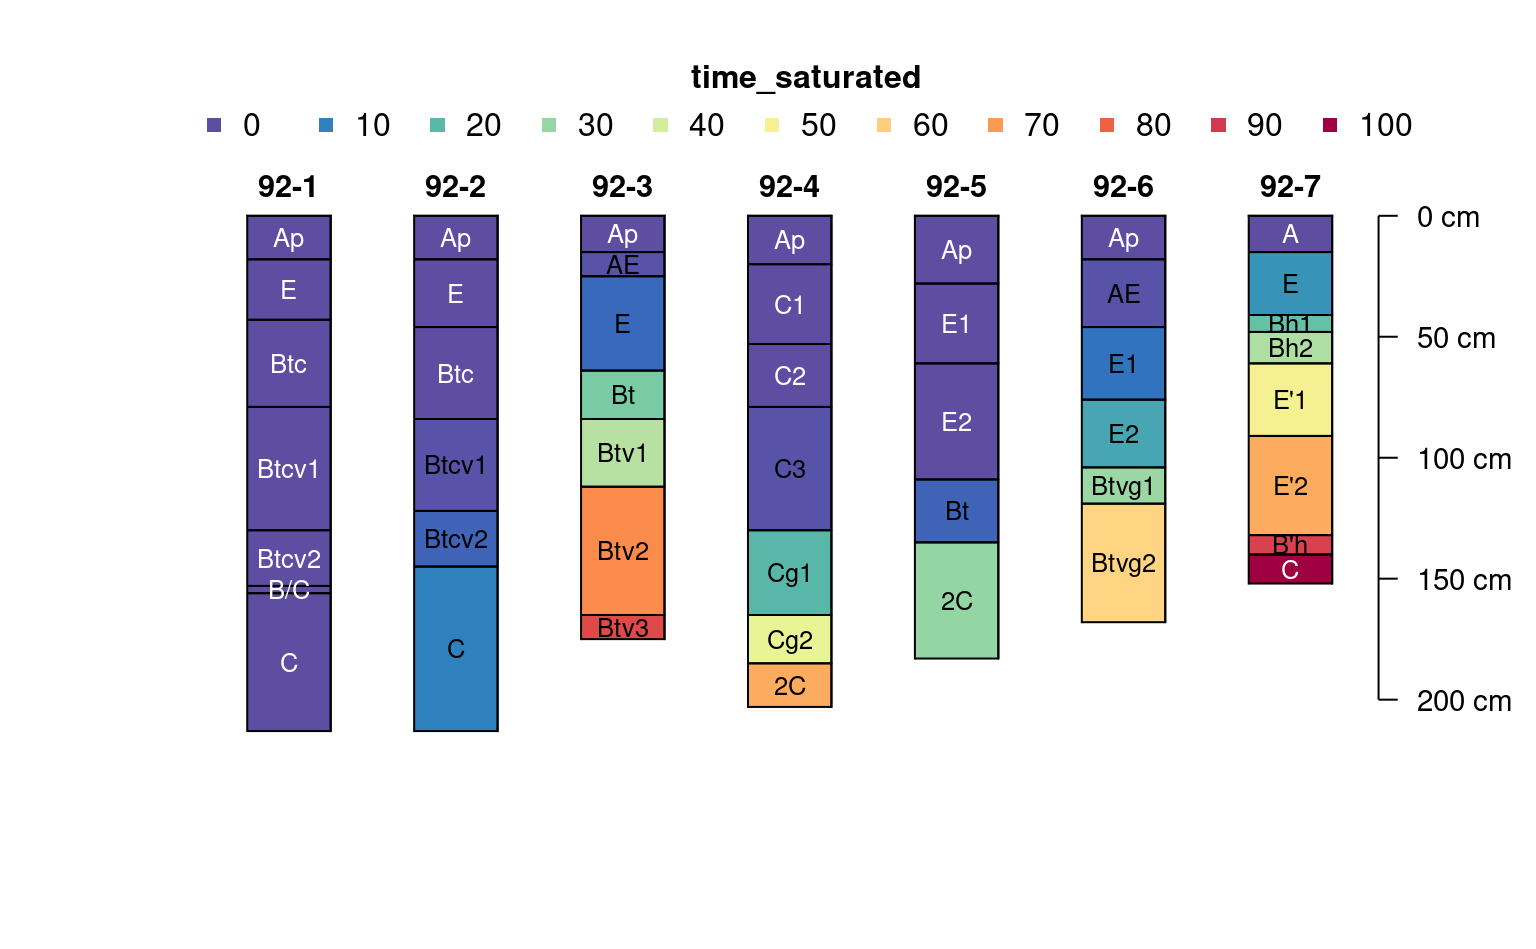 time_saturated
0 10 20 30 40 50 60 70 80 90 100
92-1 92-2 92-3 92-4 92-5 92-6 92-7
Ap
E
Btc
Btcv1
Btcv2
B/C
C
Ap
E
Btc
Btcv1
Btcv2
C
Ap
AE
E
Bt
Btv1
Btv2
Btv3
Ap
C1
C2
C3
Cg1
Cg2
2C
Ap
E1
E2
Bt
2C
Ap
AE
E1
E2
Btvg1
Btvg2
A
E
Bh1
Bh2
E'1
E'2
B'h
C
0 cm
50 cm
100 cm
150 cm
200 cm